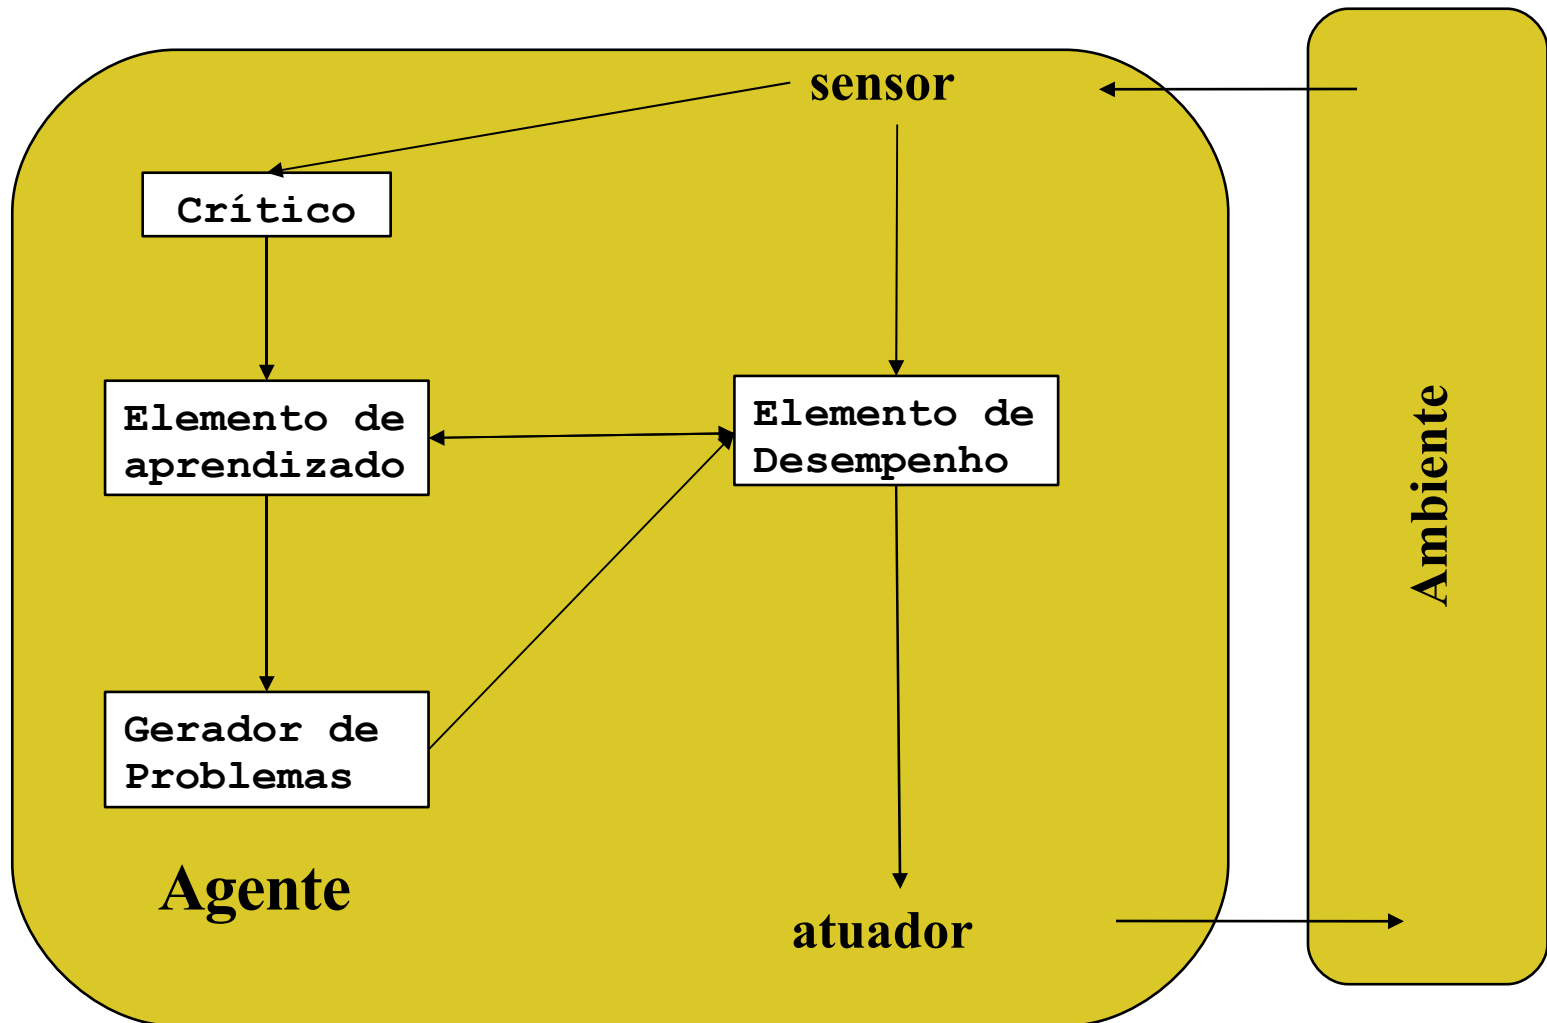 sensor
Crítico
Elemento de
aprendizado
Elemento de
Desempenho
Ambiente
Gerador de
Problemas
Agente
atuador